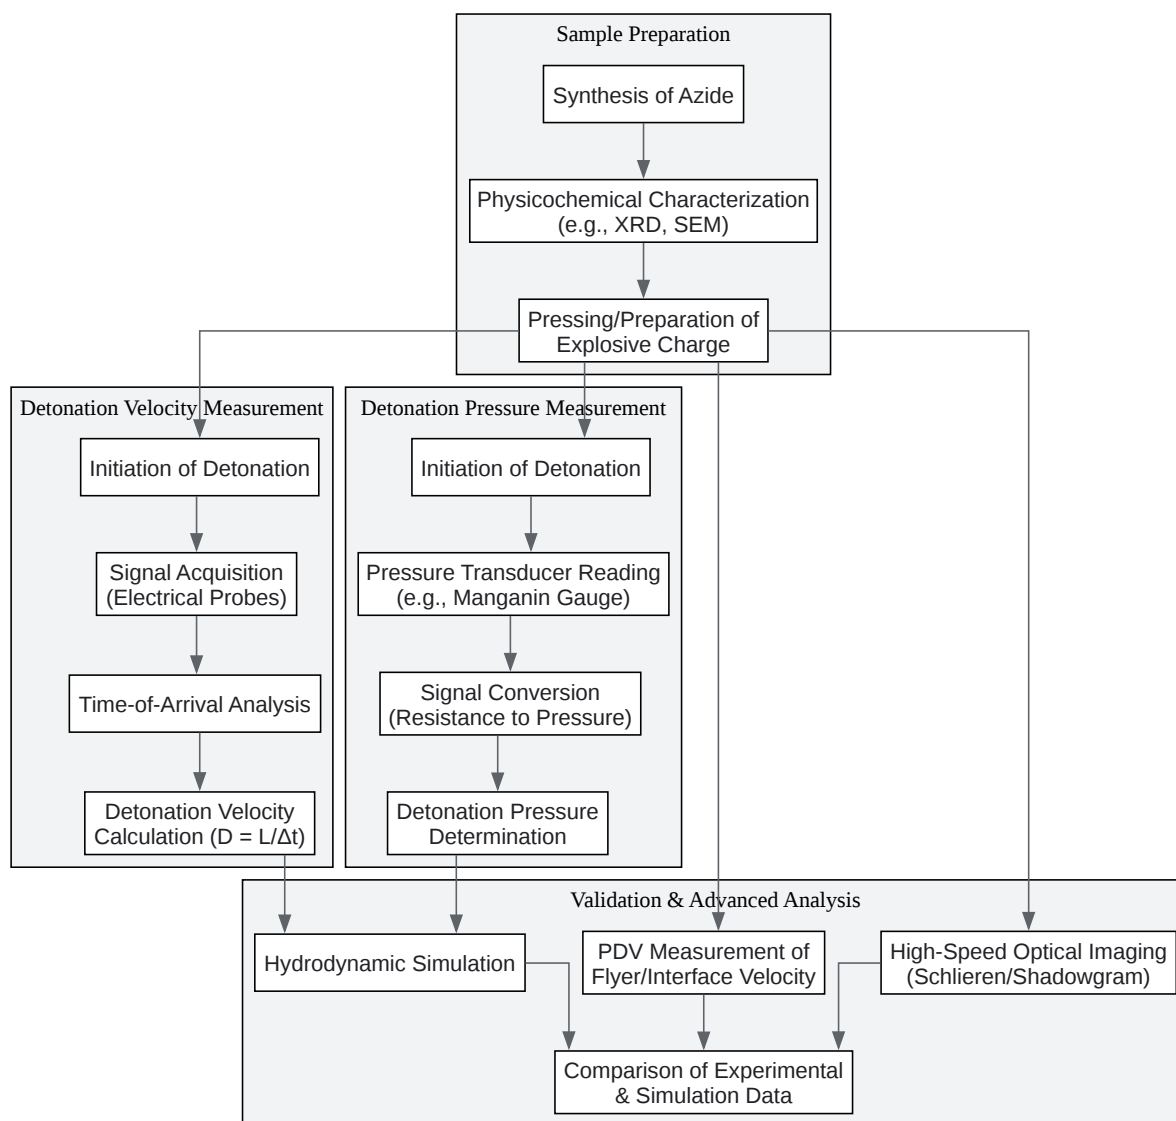 Sample Preparation
Synthesis of Azide
Physicochemical Characterization
(e.g., XRD, SEM)
Pressing/Preparation of
Explosive Charge
Detonation Velocity Measurement
Initiation of Detonation
Signal Acquisition
(Electrical Probes)
Time-of-Arrival Analysis
Detonation Velocity
Calculation (D = L/Δt)
Detonation Pressure Measurement
Initiation of Detonation
Pressure Transducer Reading
(e.g., Manganin Gauge)
Signal Conversion
(Resistance to Pressure)
Detonation Pressure
Determination
Validation & Advanced Analysis
Hydrodynamic Simulation
PDV Measurement of
Flyer/Interface Velocity
High-Speed Optical Imaging
(Schlieren/Shadowgram)
Comparison of Experimental
& Simulation Data